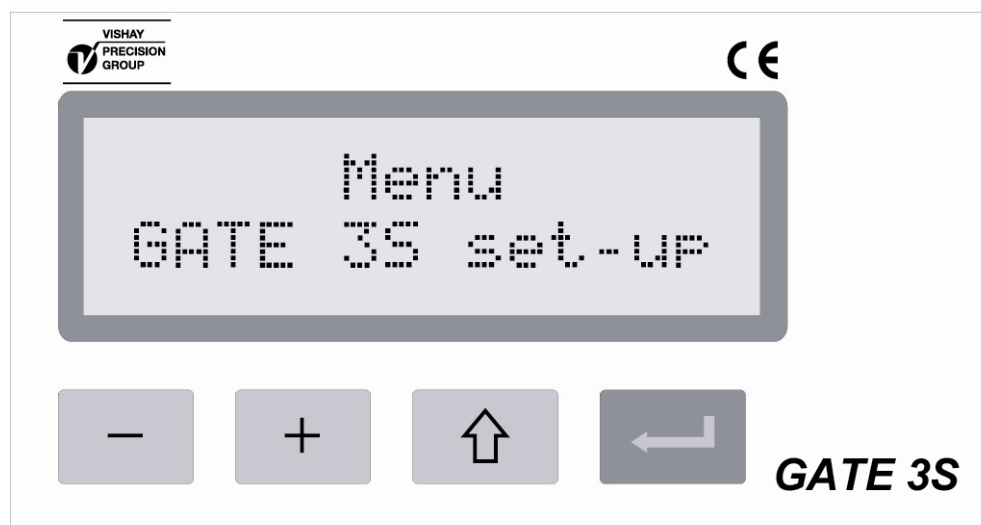 VISHAY
PRECISION
GROUP
CE
Menu
GATE 3S set-up
- +
GATE 3S